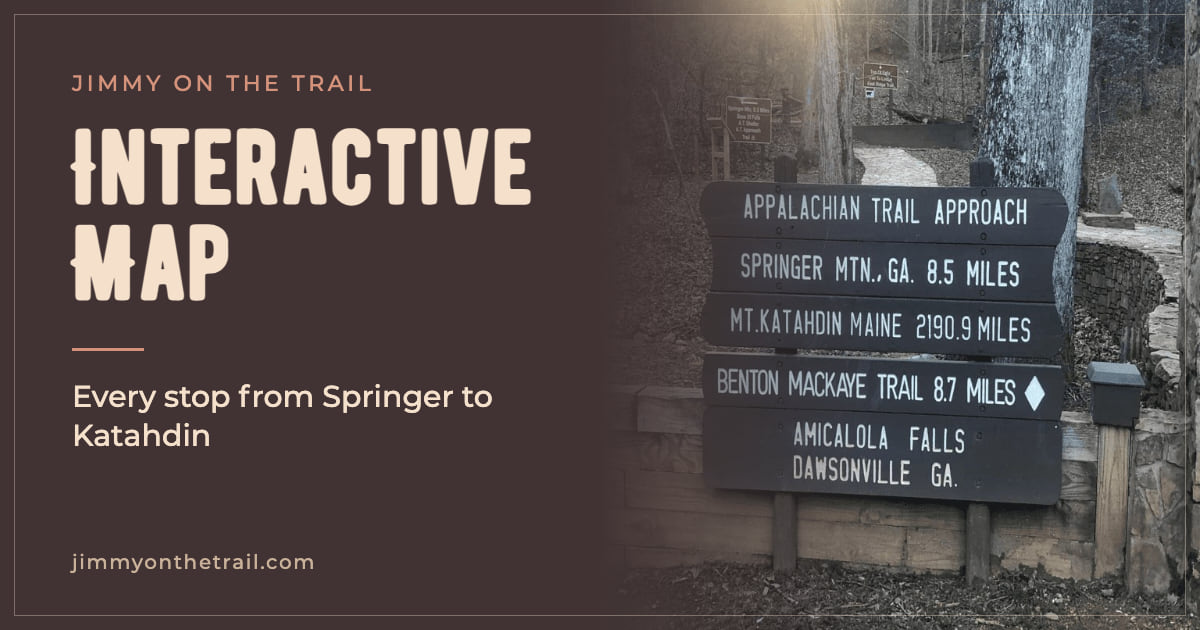 JIMMY ON THE TRAIL
INTERACTIVE
MAP
Every stop from Springer to
Katahdin
jimmyonthetrail.com
APPALACHIAN TRAIL APPROACH
SPRINGER MTN., GA. 8.5 MILES
MT. KATAHDIN MAINE 2190.9 MILES
BENTON MACKAYE TRAIL 8.7 MILES
AMICALOLA FALLS
DAWSONVILLE GA.